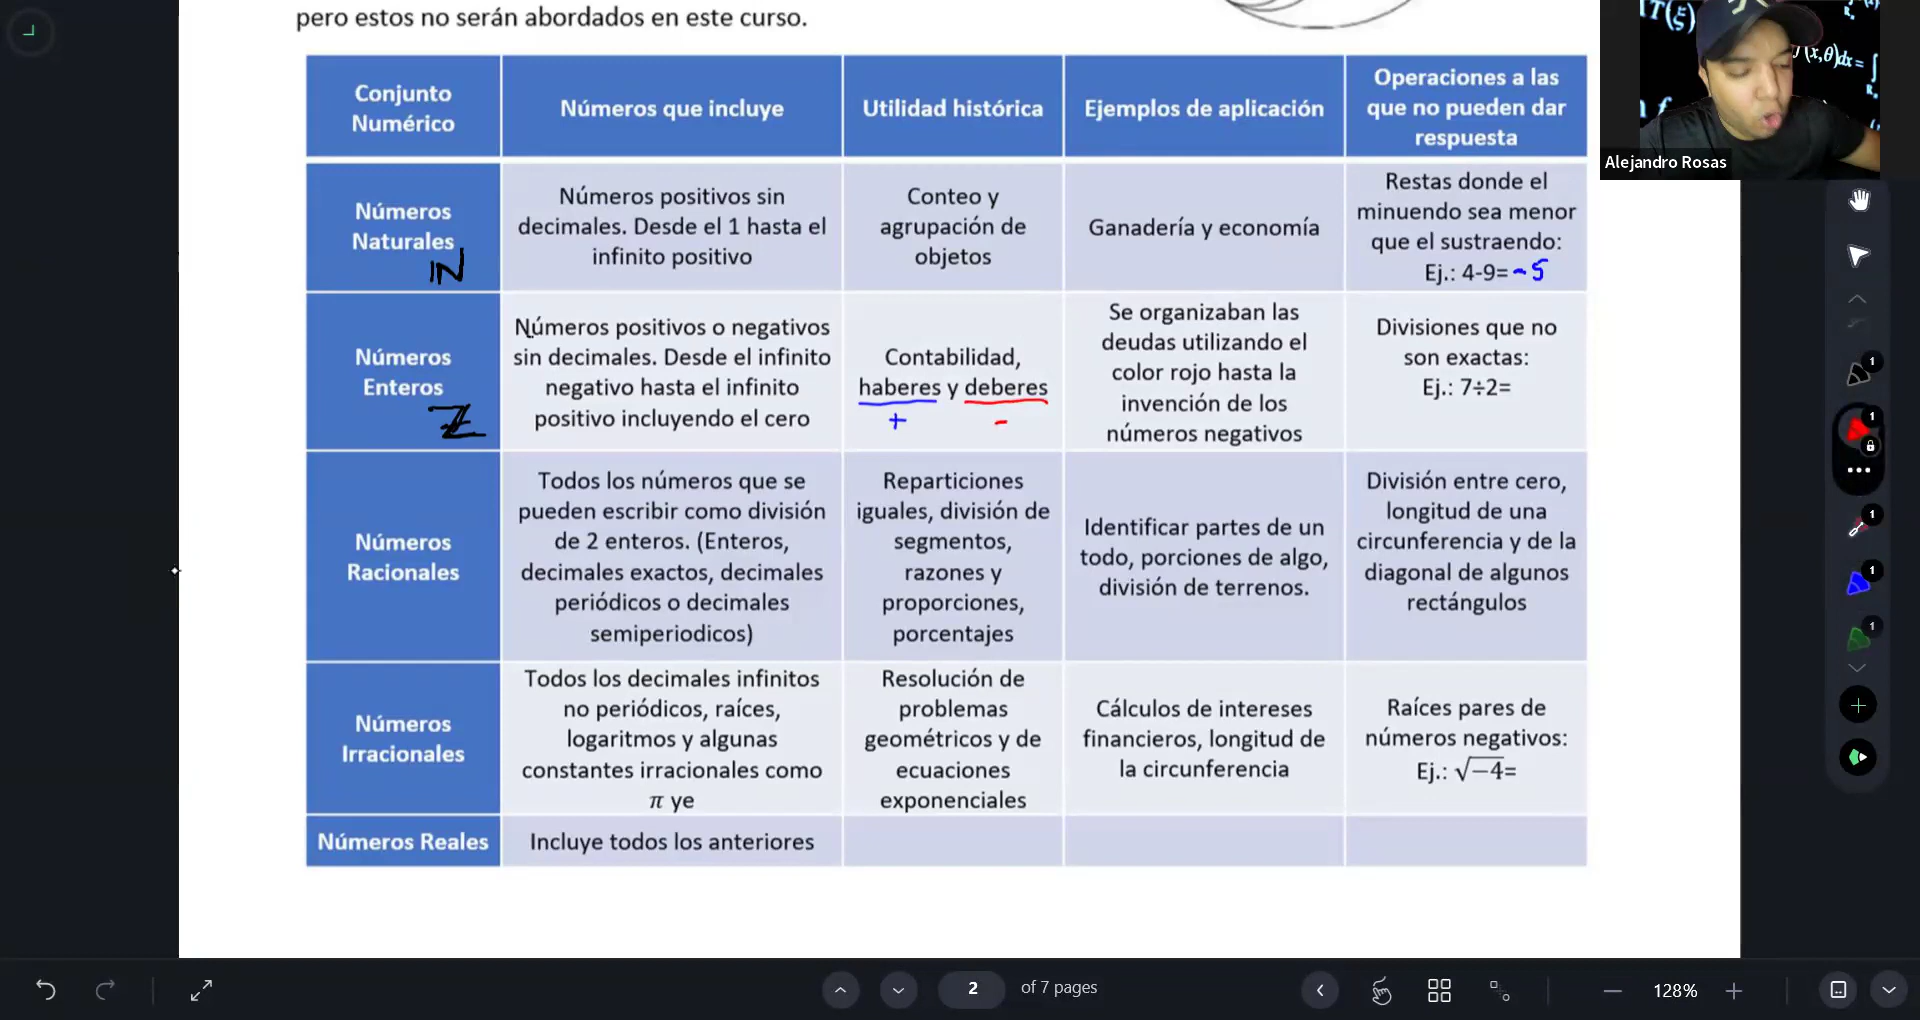 pero estos no serán abordados en este curso.
Conjunto
Numérico
Números que incluye
Utilidad histórica
Ejemplos de aplicación
Operaciones a las
que no pueden dar
respuesta
Números
Naturales
IN
Números positivos sin
decimales. Desde el 1 hasta el
infinito positivo
Conteo y
agrupación de
objetos
Ganadería y economía
Restas donde el
minuendo sea menor
que el sustraendo:
Ej.: 4-9= -5
Números
Enteros
Z
Números positivos o negativos
sin decimales. Desde el infinito
negativo hasta el infinito
positivo incluyendo el cero
Contabilidad,
haberes y deberes
+ -
Se organizaban las
deudas utilizando el
color rojo hasta la
invención de los
números negativos
Divisiones que no
son exactas:
Ej.: 7÷2=
Números
Racionales
Todos los números que se
pueden escribir como división
de 2 enteros. (Enteros,
decimales exactos, decimales
periódicos o decimales
semiperiodicos)
Reparticiones
iguales, división de
segmentos,
razones y
proporciones,
porcentajes
Identificar partes de un
todo, porciones de algo,
división de terrenos.
División entre cero,
longitud de una
circunferencia y de la
diagonal de algunos
rectángulos
Números
Irracionales
Todos los decimales infinitos
no periódicos, raíces,
logaritmos y algunas
constantes irracionales como
π y e
Resolución de
problemas
geométricos y de
ecuaciones
exponenciales
Cálculos de intereses
financieros, longitud de
la circunferencia
Raíces pares de
números negativos:
Ej.: √−4=
Números Reales
Incluye todos los anteriores
Alejandro Rosas
1
1
1
1
1
2 of 7 pages
128%